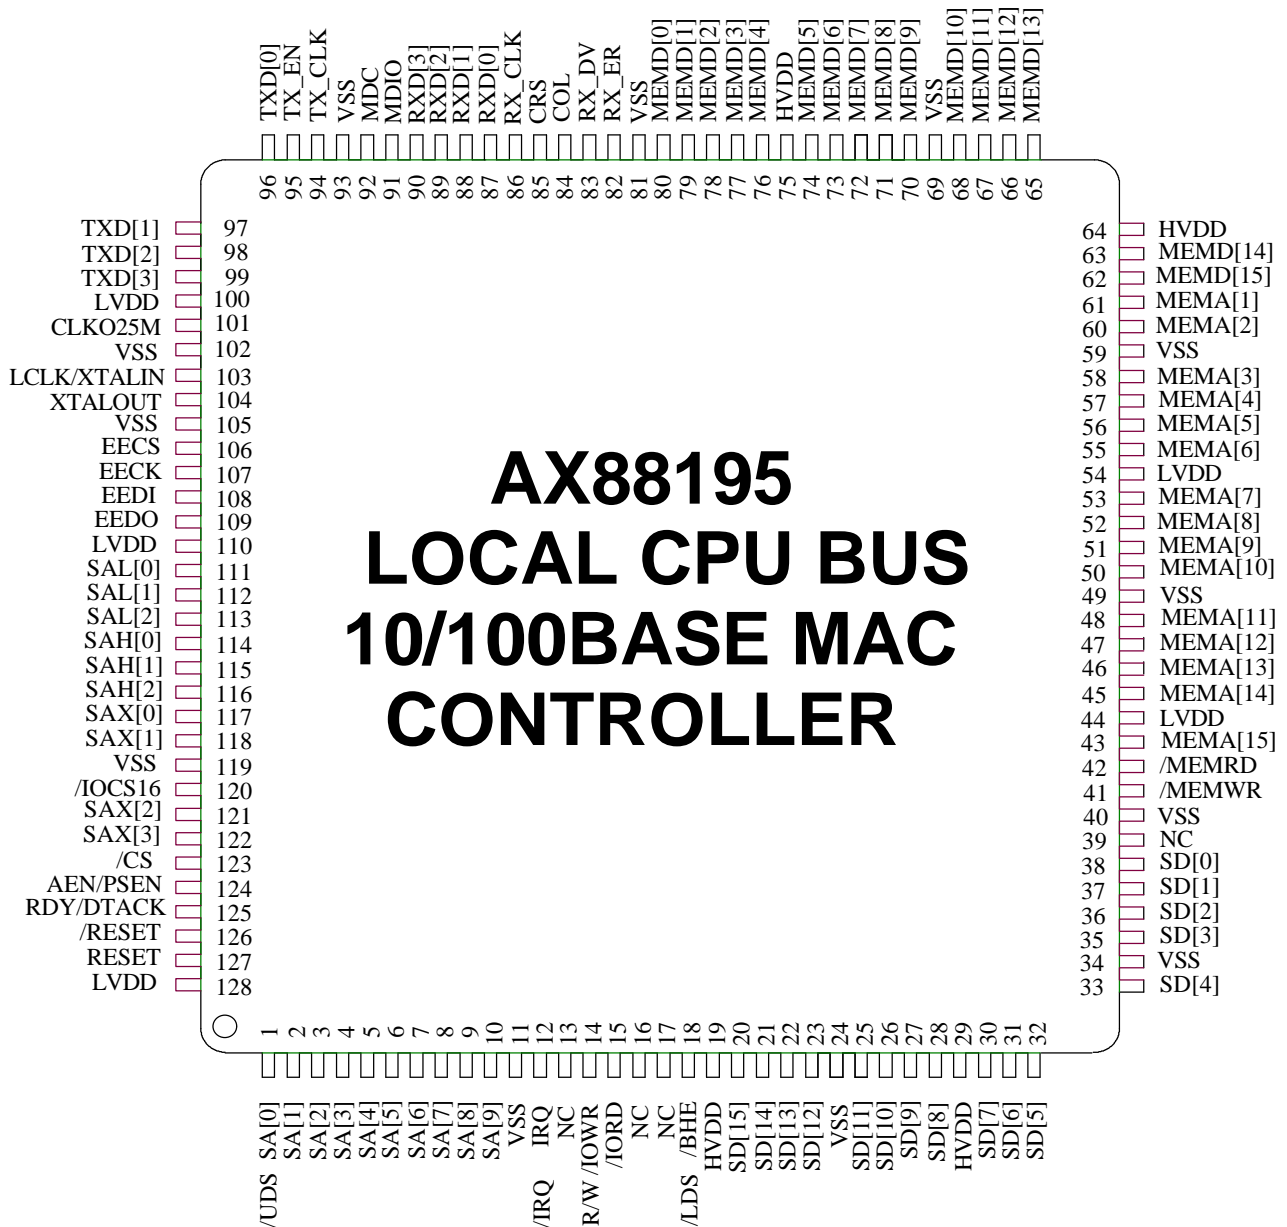 TXD[0]
TX_EN
TX_CLK
VSS
MDC
MDIO
RXD[3]
RXD[2]
RXD[1]
RXD[0]
RX_CLK
CRS
COL
RX_DV
RX_ER
VSS
MEMD[0]
MEMD[1]
MEMD[2]
MEMD[3]
MEMD[4]
HVDD
MEMD[5]
MEMD[6]
MEMD[7]
MEMD[8]
MEMD[9]
VSS
MEMD[10]
MEMD[11]
MEMD[12]
MEMD[13]
96
95
94
93
92
91
90
89
88
87
86
85
84
83
82
81
80
79
78
77
76
75
74
73
72
71
70
69
68
67
66
65
TXD[1] 97
TXD[2] 98
TXD[3] 99
LVDD 100
CLKO25M 101
VSS 102
LCLK/XTALIN 103
XTALOUT 104
VSS 105
EECS 106
EECK 107
EEDI 108
EEDO 109
LVDD 110
SAL[0] 111
SAL[1] 112
SAL[2] 113
SAH[0] 114
SAH[1] 115
SAH[2] 116
SAX[0] 117
SAX[1] 118
VSS 119
/IOCS16 120
SAX[2] 121
SAX[3] 122
/CS 123
AEN/PSEN 124
RDY/DTACK 125
/RESET 126
RESET 127
LVDD 128
AX88195
LOCAL CPU BUS
10/100BASE MAC
CONTROLLER
64 HVDD
63 MEMD[14]
62 MEMD[15]
61 MEMA[1]
60 MEMA[2]
59 VSS
58 MEMA[3]
57 MEMA[4]
56 MEMA[5]
55 MEMA[6]
54 LVDD
53 MEMA[7]
52 MEMA[8]
51 MEMA[9]
50 MEMA[10]
49 VSS
48 MEMA[11]
47 MEMA[12]
46 MEMA[13]
45 MEMA[14]
44 LVDD
43 MEMA[15]
42 /MEMRD
41 /MEMWR
40 VSS
39 NC
38 SD[0]
37 SD[1]
36 SD[2]
35 SD[3]
34 VSS
33 SD[4]
1
2
3
4
5
6
7
8
9
10
11
12
13
14
15
16
17
18
19
20
21
22
23
24
25
26
27
28
29
30
31
32
/UDS SA[0]
SA[1]
SA[2]
SA[3]
SA[4]
SA[5]
SA[6]
SA[7]
SA[8]
SA[9]
VSS
/IRQ IRQ
NC
R/W /IOWR
/IORD
NC
NC
/LDS /BHE
HVDD
SD[15]
SD[14]
SD[13]
SD[12]
VSS
SD[11]
SD[10]
SD[9]
SD[8]
HVDD
SD[7]
SD[6]
SD[5]